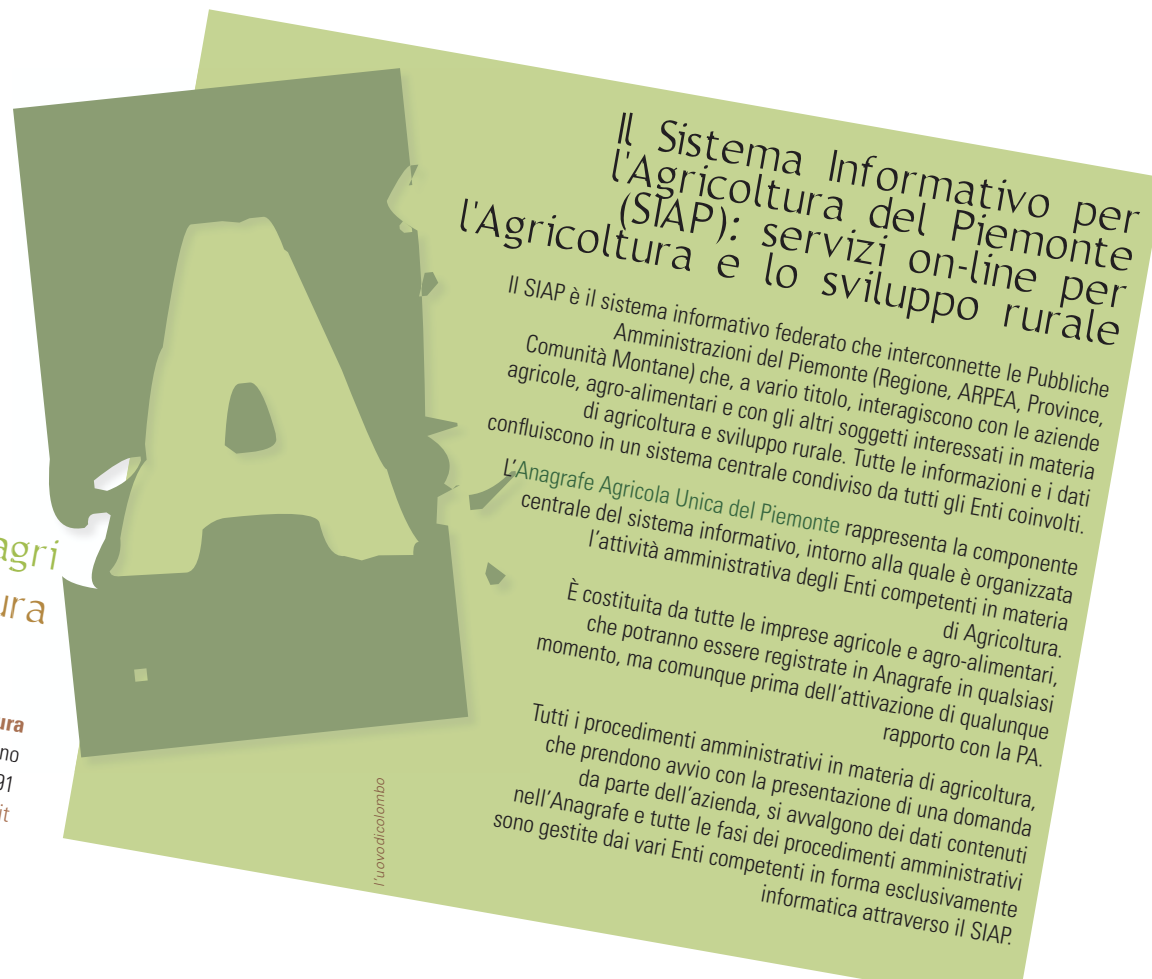 Il Sistema Informativo per
l'Agricoltura del Piemonte
(SIAP): servizi on-line per
l'Agricoltura e lo sviluppo rurale
Il SIAP è il sistema informativo federato che interconnette le Pubbliche
Amministrazioni del Piemonte (Regione, ARPEA, Province,
Comunità Montane) che, a vario titolo, interagiscono con le aziende
agricole, agro-alimentari e con gli altri soggetti interessati in materia
di agricoltura e sviluppo rurale. Tutte le informazioni e i dati
confluiscono in un sistema centrale condiviso da tutti gli Enti coinvolti.
L'Anagrafe Agricola Unica del Piemonte rappresenta la componente
centrale del sistema informativo, intorno alla quale è organizzata
l'attività amministrativa degli Enti competenti in materia
di Agricoltura.
È costituita da tutte le imprese agricole e agro-alimentari,
che potranno essere registrate in Anagrafe in qualsiasi
momento, ma comunque prima dell'attivazione di qualunque
rapporto con la PA.
Tutti i procedimenti amministrativi in materia di agricoltura,
che prendono avvio con la presentazione di una domanda
da parte dell'azienda, si avvalgono dei dati contenuti
nell'Anagrafe e tutte le fasi dei procedimenti amministrativi
sono gestite dai vari Enti competenti in forma esclusivamente
informatica attraverso il SIAP.
A
agri
ura
ura
no
91
it
l'uovodicolombo